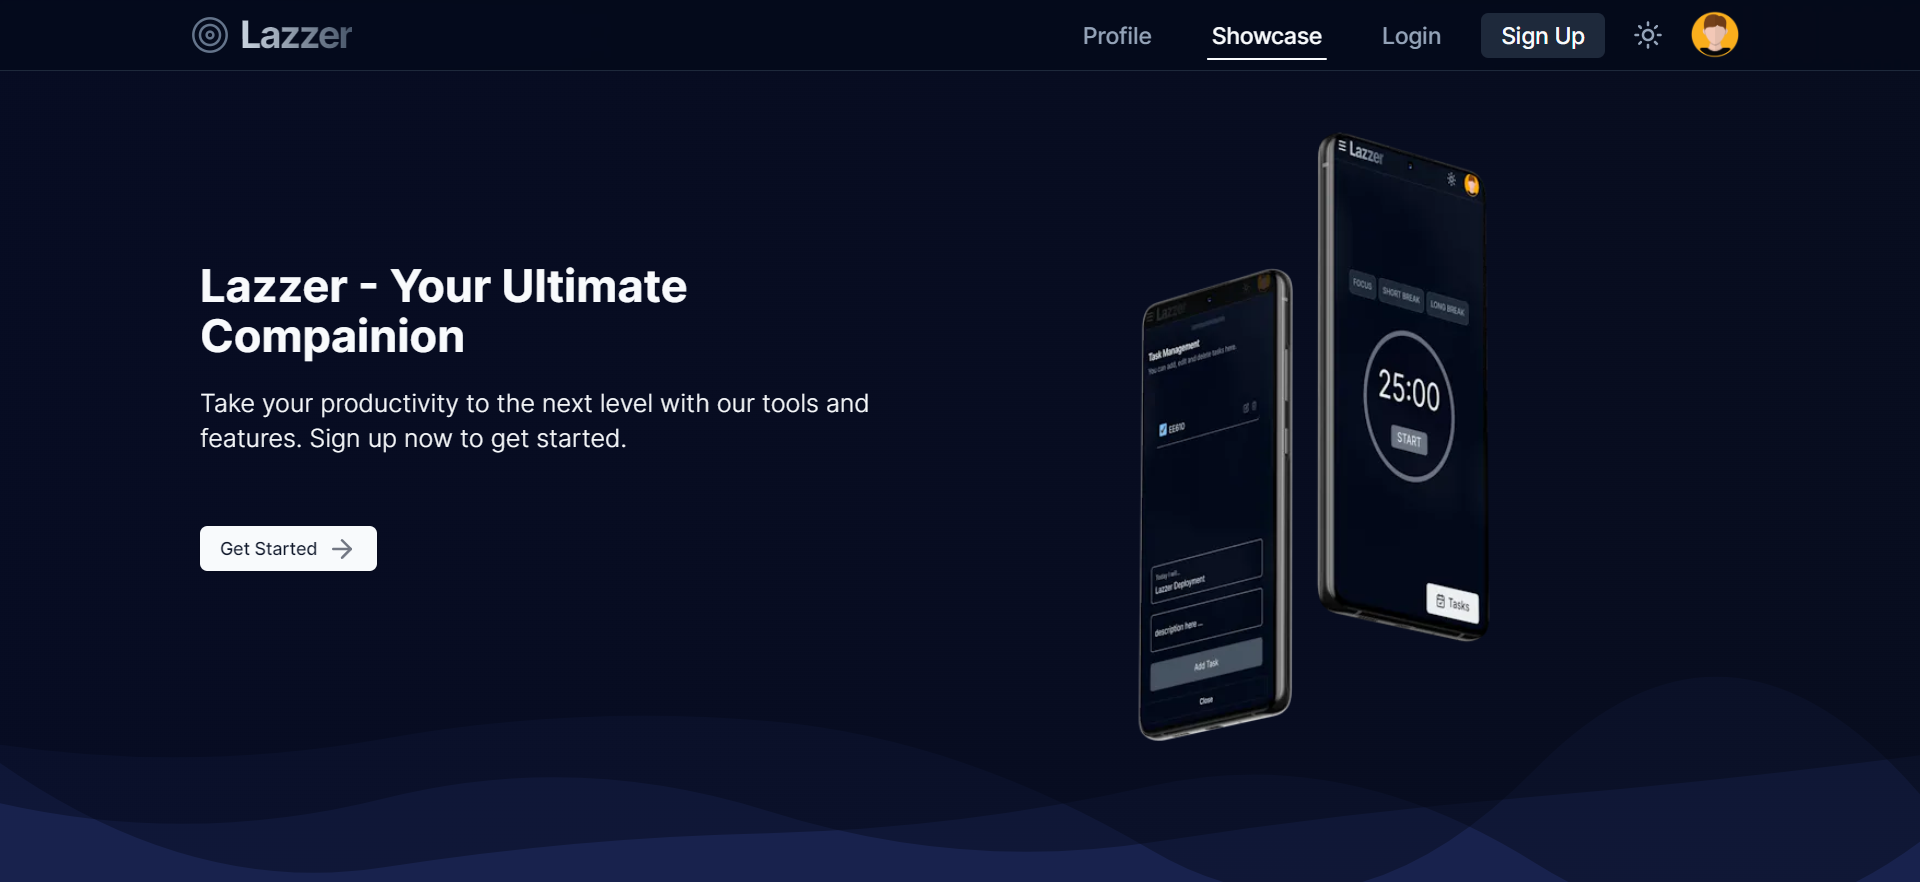 Lazzer
Profile
Showcase
Login
Sign Up
Lazzer - Your Ultimate
Compainion
Take your productivity to the next level with our tools and
features. Sign up now to get started.
Get Started
Lazzer
Task Management
You can add, edit and delete tasks here.
EE610
Today I will...
Lazzer Deployment
description here ...
Add Task
Close
Lazzer
FOCUS
SHORT BREAK
LONG BREAK
25:00
START
Tasks